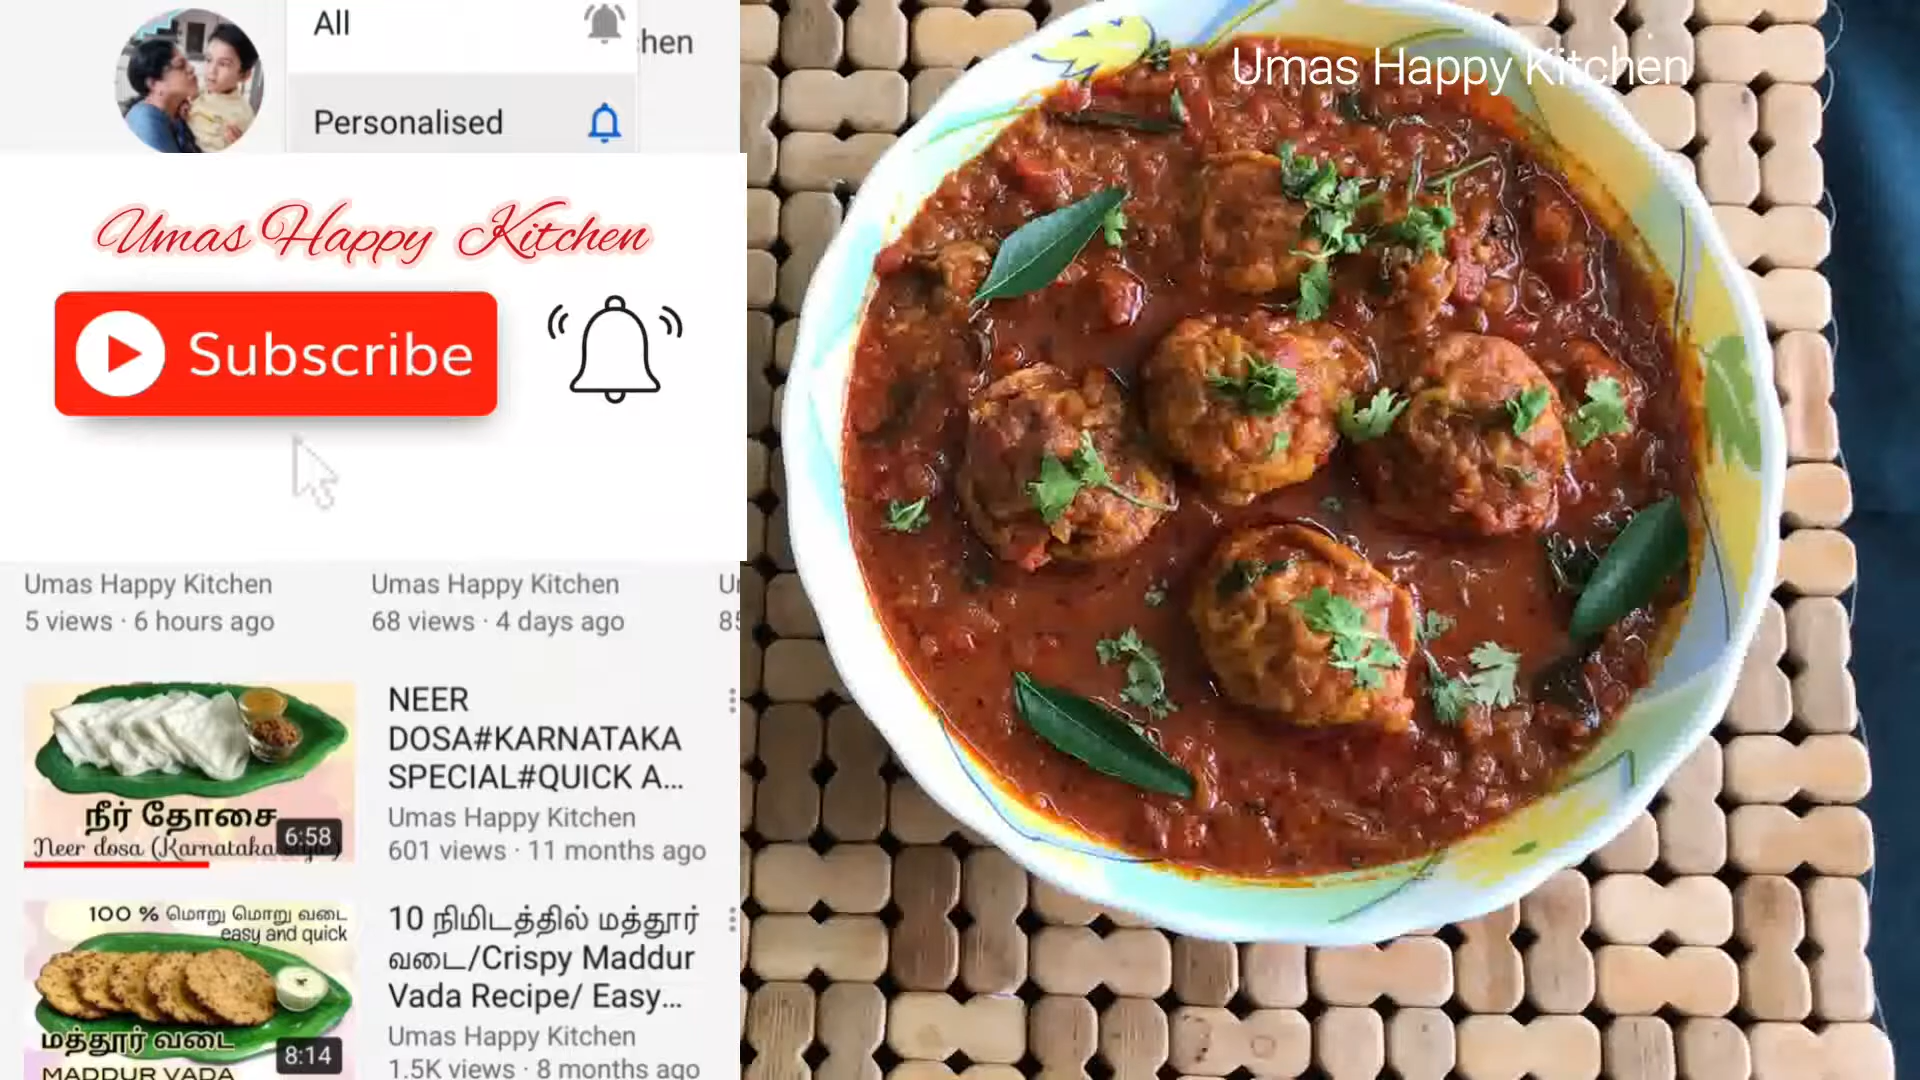 All
chen
Personalised
Umas Happy Kitchen
Subscribe
Umas Happy Kitchen
5 views · 6 hours ago
Umas Happy Kitchen
68 views · 4 days ago
NEER
DOSA#KARNATAKA
SPECIAL#QUICK A...
Umas Happy Kitchen
601 views · 11 months ago
நீர் தோசை
Neer dosa (Karnataka style)
6:58
10 நிமிடத்தில் மத்தூர்
வடை/Crispy Maddur
Vada Recipe/ Easy...
Umas Happy Kitchen
1.5K views · 8 months ago
100 % மொறு மொறு வடை
easy and quick
மத்தூர் வடை
MADDUR VADA
8:14
Umas Happy Kitchen